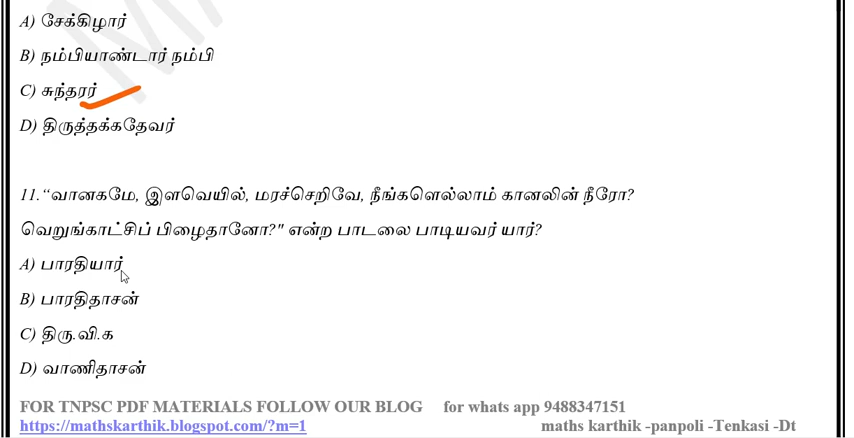 A) சேக்கிழார்
B) நம்பியாண்டார் நம்பி
C) சுந்தரர்
D) திருத்தக்கதேவர்
11.“வானகமே, இளவெயில், மரச்செறிவே, நீங்களெல்லாம் கானலின் நீரோ?
வெறுங்காட்சிப் பிழைதானோ?" என்ற பாடலை பாடியவர் யார்?
A) பாரதியார்
B) பாரதிதாசன்
C) திரு.வி.க
D) வாணிதாசன்
FOR TNPSC PDF MATERIALS FOLLOW OUR BLOG for whats app 9488347151
https://mathskarthik.blogspot.com/?m=1 maths karthik -panpoli -Tenkasi -Dt